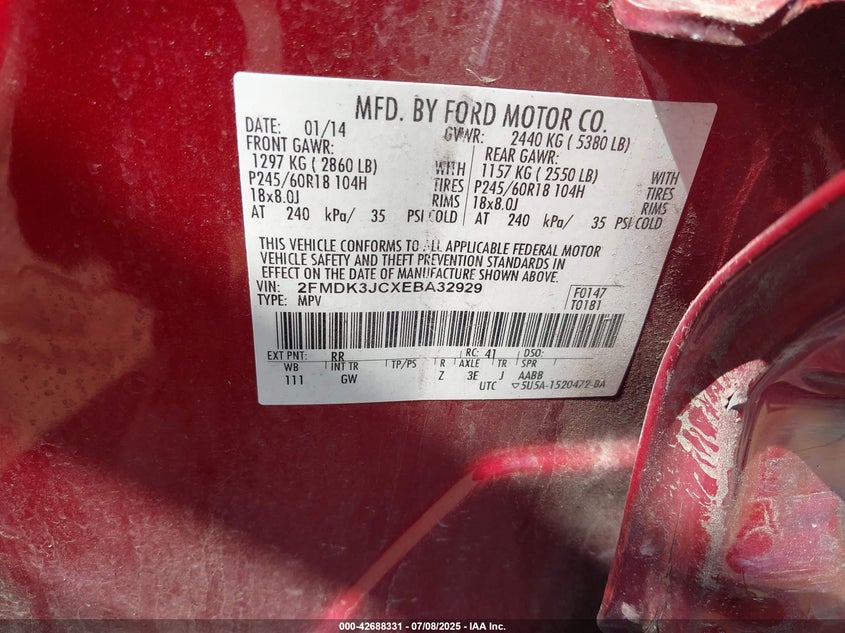 MFD. BY FORD MOTOR CO.
DATE: 01/14 GVWR: 2440 KG ( 5380 LB)
FRONT GAWR: REAR GAWR:
1297 KG ( 2860 LB) WITH 1157 KG ( 2550 LB) WITH
P245/60R18 104H TIRES P245/60R18 104H TIRES
18x8.0J RIMS 18x8.0J RIMS
AT 240 kPa/ 35 PSI COLD AT 240 kPa/ 35 PSI COLD
THIS VEHICLE CONFORMS TO ALL APPLICABLE FEDERAL MOTOR
VEHICLE SAFETY AND THEFT PREVENTION STANDARDS IN
EFFECT ON THE DATE OF MANUFACTURE SHOWN ABOVE.
VIN: 2FMDK3JCXEBA32929 F0147
TYPE: MPV T0181
EXT PNT: RR RC: 41 DSO:
WB INT TR TP/PS R AXLE TR SPR
111 GW Z 3E J AABB
UTC ▽5U5A-1520472-BA
000-42688331 - 07/08/2025 - IAA Inc.